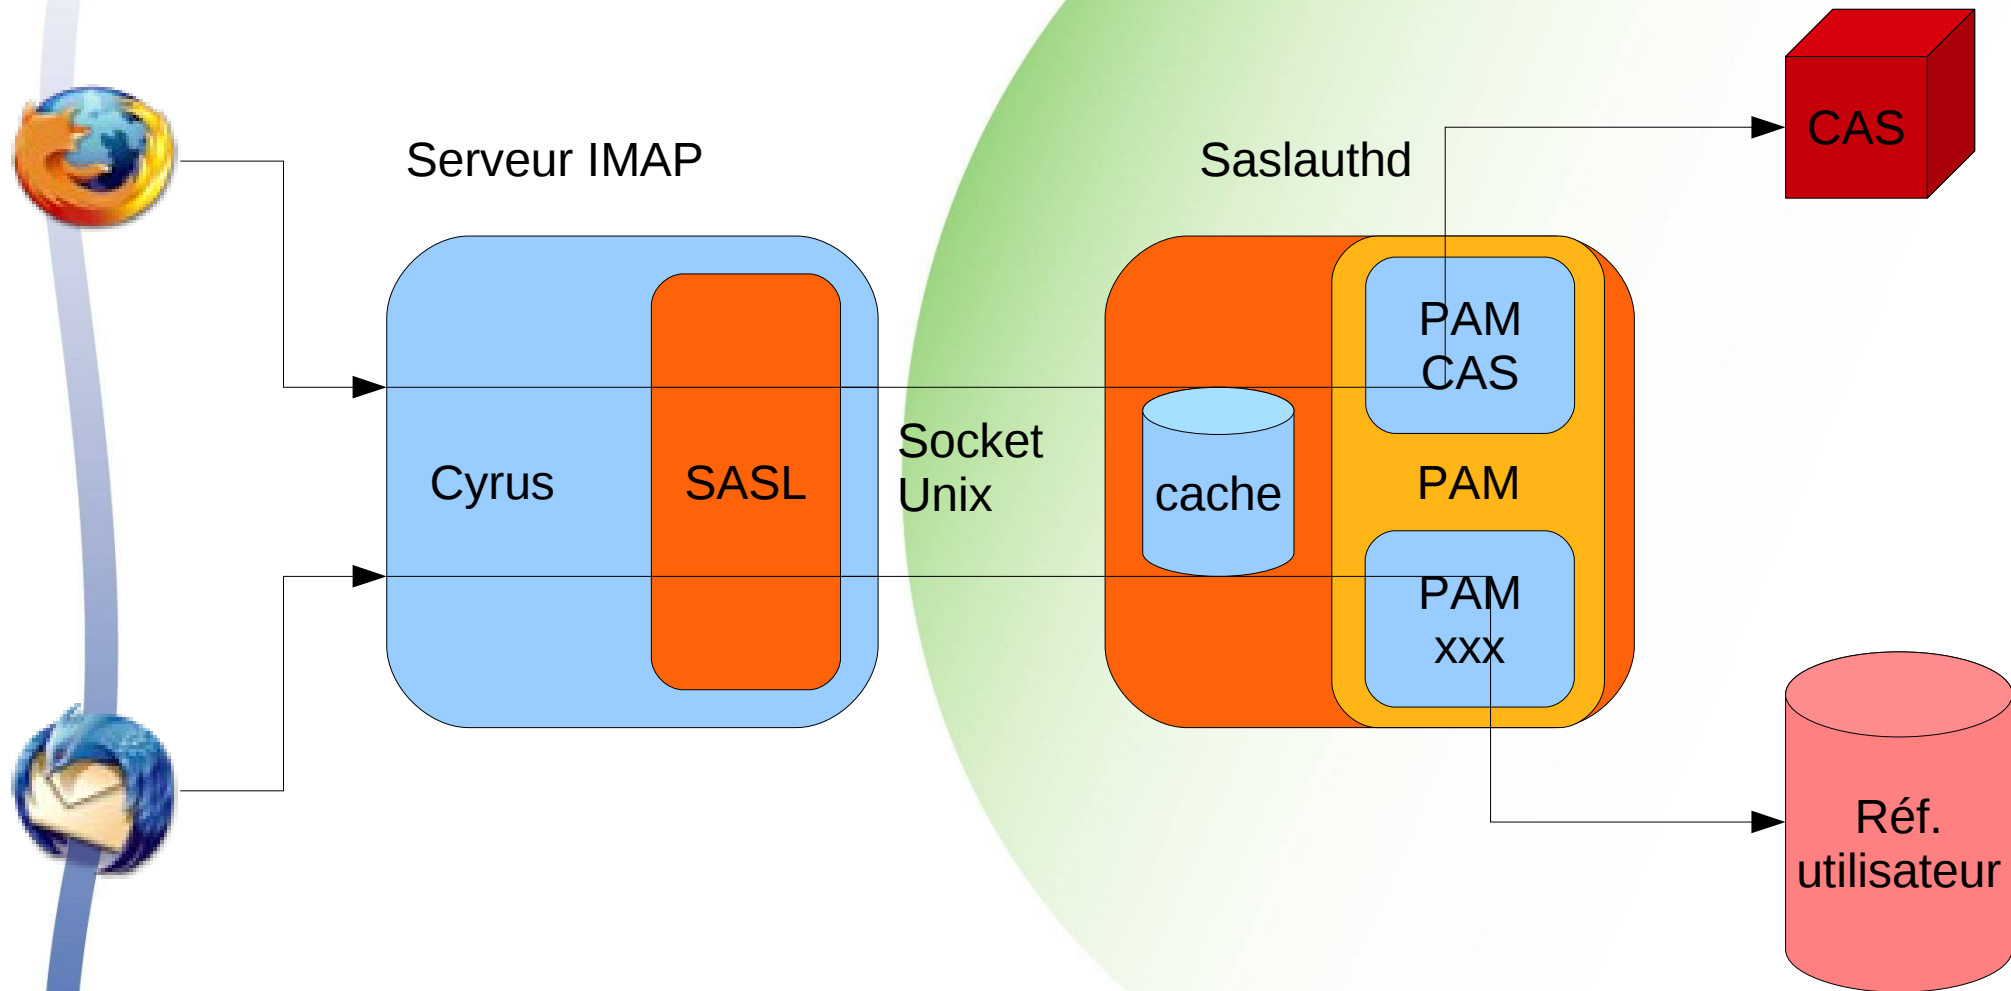 Serveur IMAP
Saslauthd
CAS
PAM
CAS
Socket
Unix
Cyrus
SASL
cache
PAM
PAM
xxx
Réf.
utilisateur